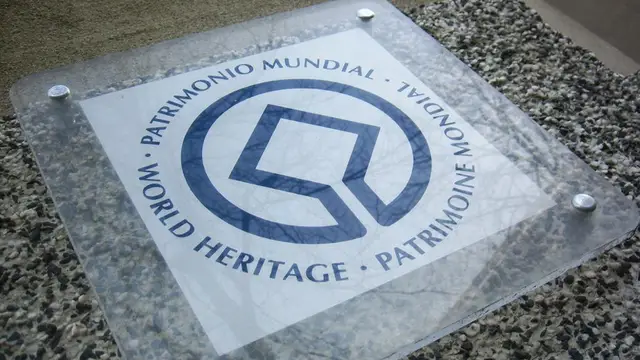 WORLD HERITAGE · PATRIMOINE MONDIAL · PATRIMONIO MUNDIAL ·